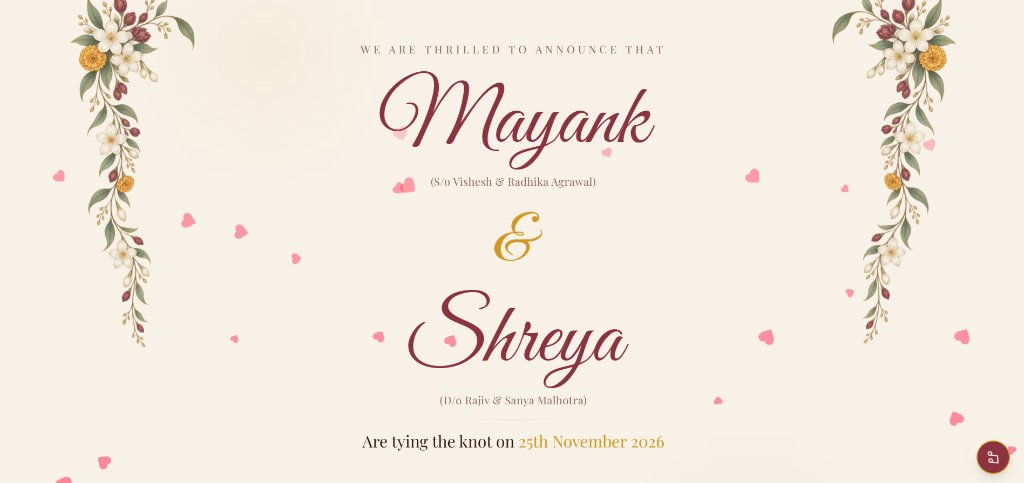 WE ARE THRILLED TO ANNOUNCE THAT
Mayank
(S/o Vishesh & Radhika Agrawal)
&
Shreya
(D/o Rajiv & Sanya Malhotra)
Are tying the knot on 25th November 2026